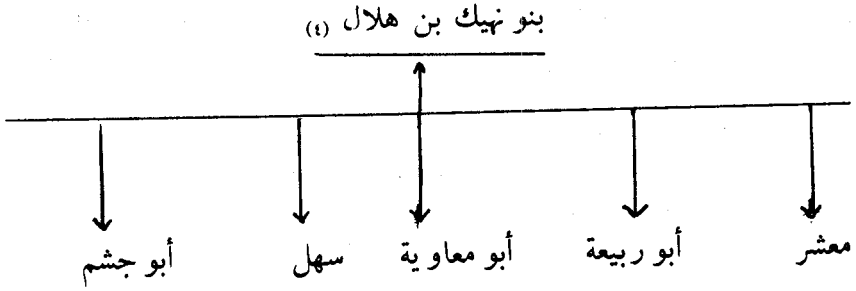 بنو نهيك بن هلال (٤)
معشر أبو ربيعة أبو معاوية سهل أبو جشم